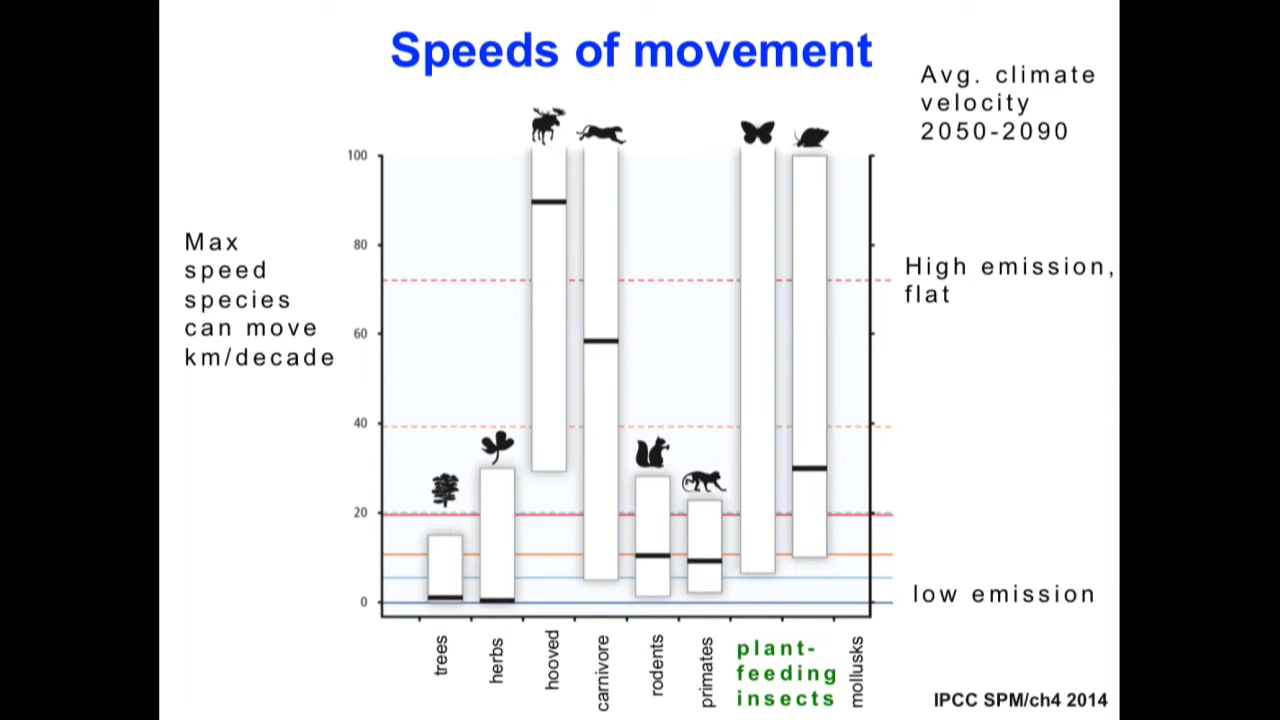 Speeds of movement
Avg. climate
velocity
2050-2090
Max
speed
species
can move
km/decade
100
80
60
40
20
0
High emission,
flat
low emission
trees
herbs
hooved
carnivore
rodents
primates
plant-
feeding
insects
mollusks
IPCC SPM/ch4 2014